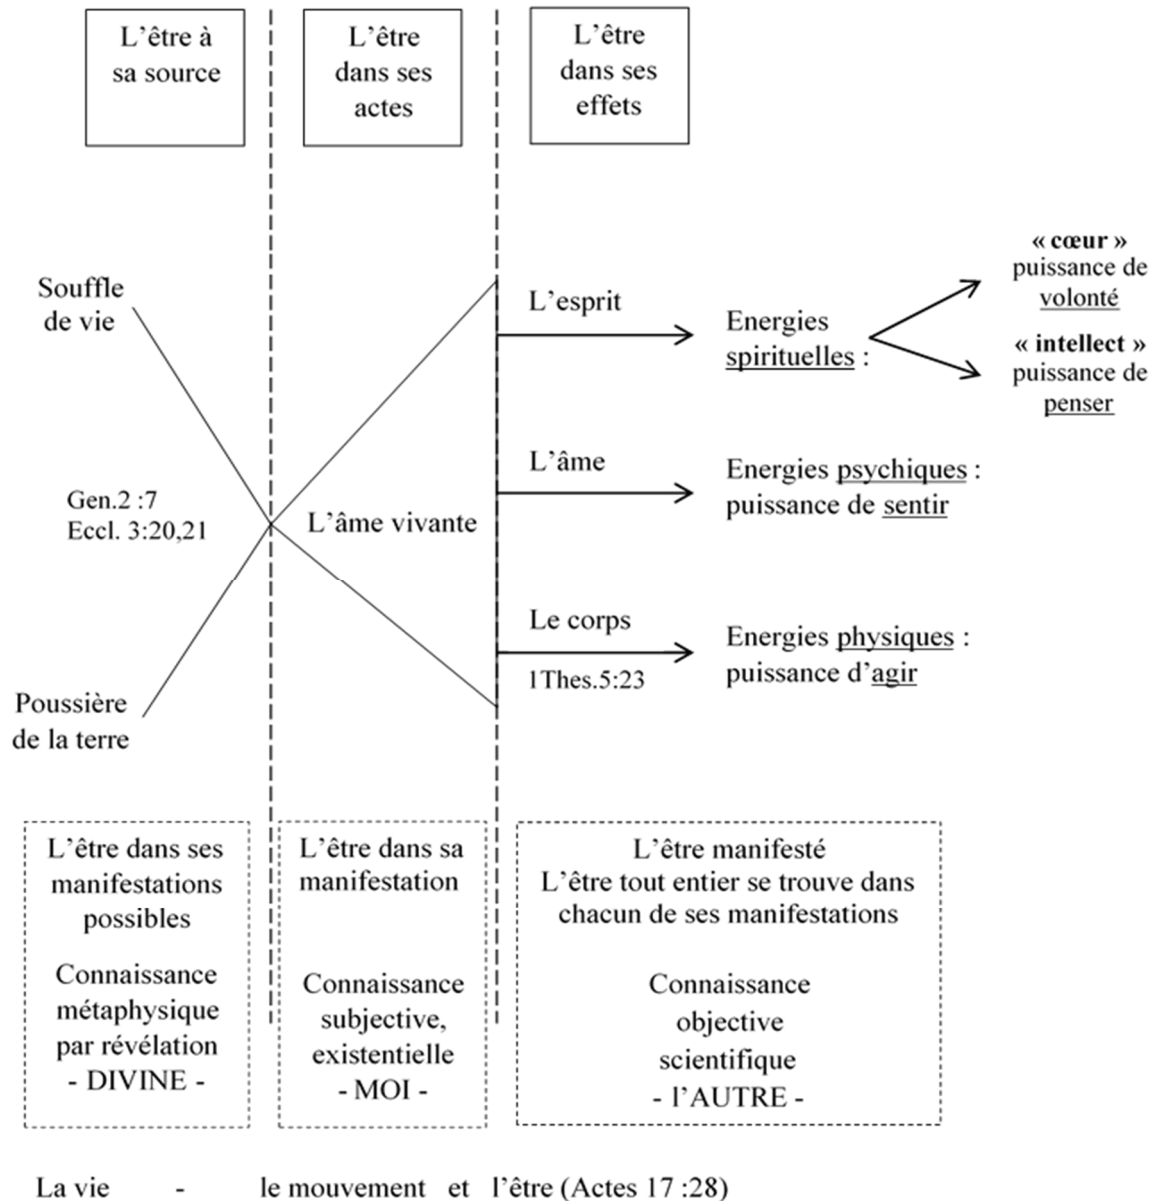 L'être à
sa source
L'être
dans ses
actes
L'être
dans ses
effets
Souffle
de vie
Gen.2 :7
Eccl. 3:20,21
Poussière
de la terre
L'âme vivante
L'esprit
Energies
spirituelles :
« cœur »
puissance de
volonté
« intellect »
puissance de
penser
L'âme
Energies psychiques :
puissance de sentir
Le corps
1Thes.5:23
Energies physiques :
puissance d'agir
L'être dans ses
manifestations
possibles
Connaissance
métaphysique
par révélation
- DIVINE -
L'être dans sa
manifestation
Connaissance
subjective,
existentielle
- MOI -
L'être manifesté
L'être tout entier se trouve dans
chacun de ses manifestations
Connaissance
objective
scientifique
- l'AUTRE -
La vie - le mouvement et l'être (Actes 17 :28)